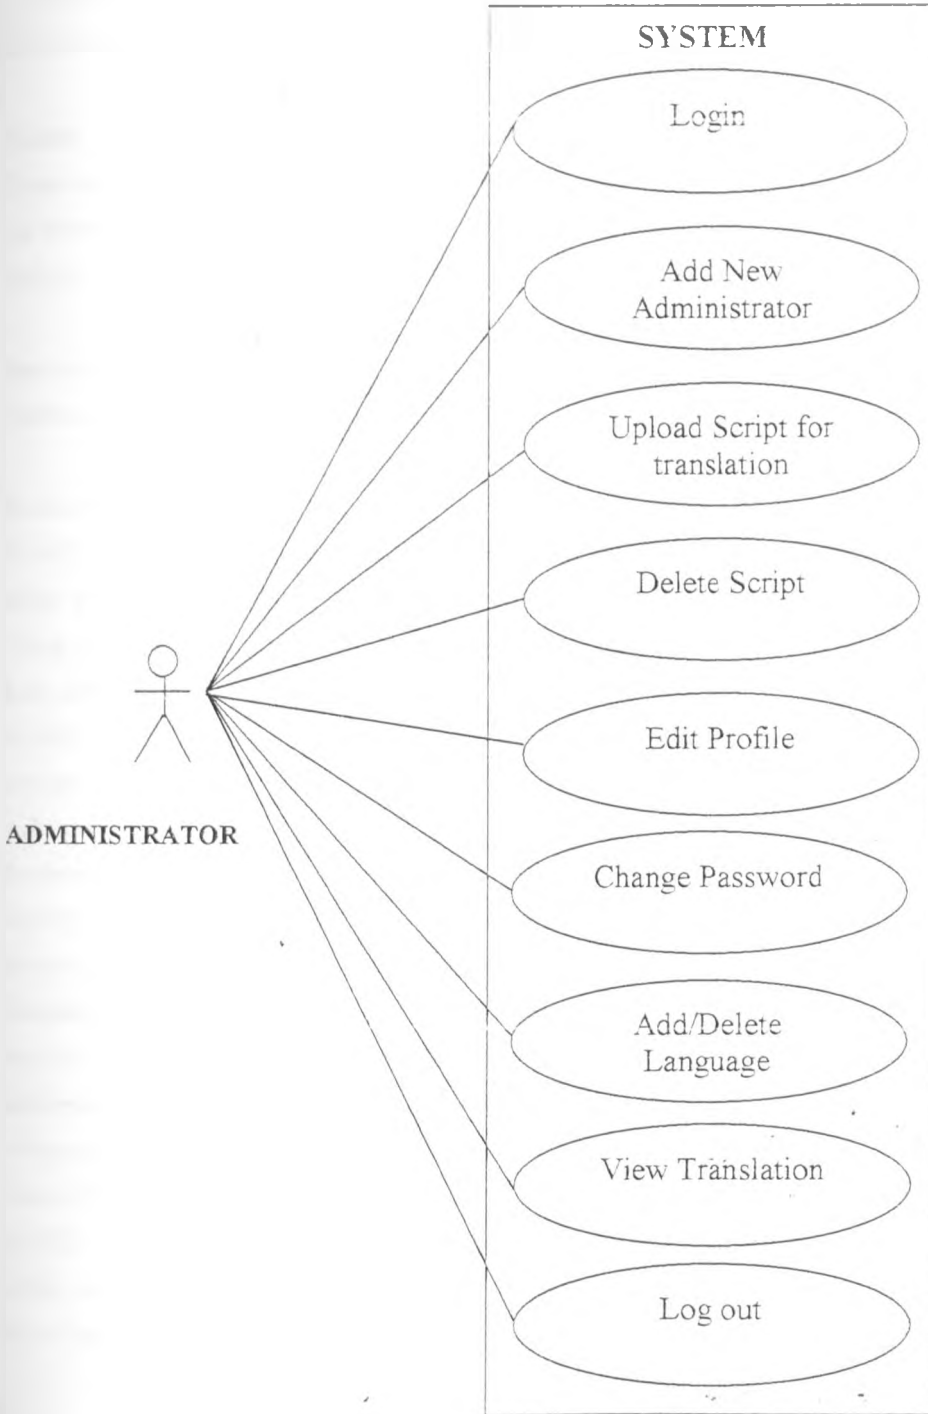 SYSTEM
Login
Add New
Administrator
Upload Script for
translation
Delete Script
Edit Profile
ADMINISTRATOR
Change Password
Add/Delete
Language
View Translation
Log out